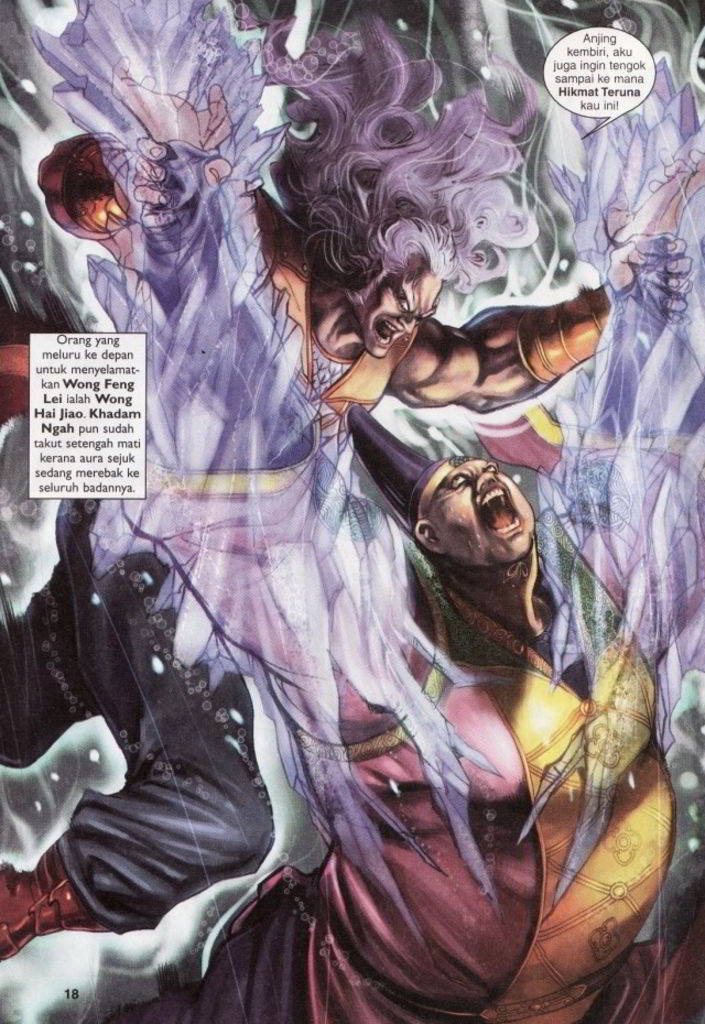 Anjing
kembiri, aku
juga ingin tengok
sampai ke mana
Hikmat Teruna
kau ini!
Orang yang
meluru ke depan
untuk menyelamat-
kan Wong Feng
Lei ialah Wong
Hai Jiao. Khadam
Ngah pun sudah
takut setengah mati
kerana aura sejuk
sedang merebak ke
seluruh badannya.
18